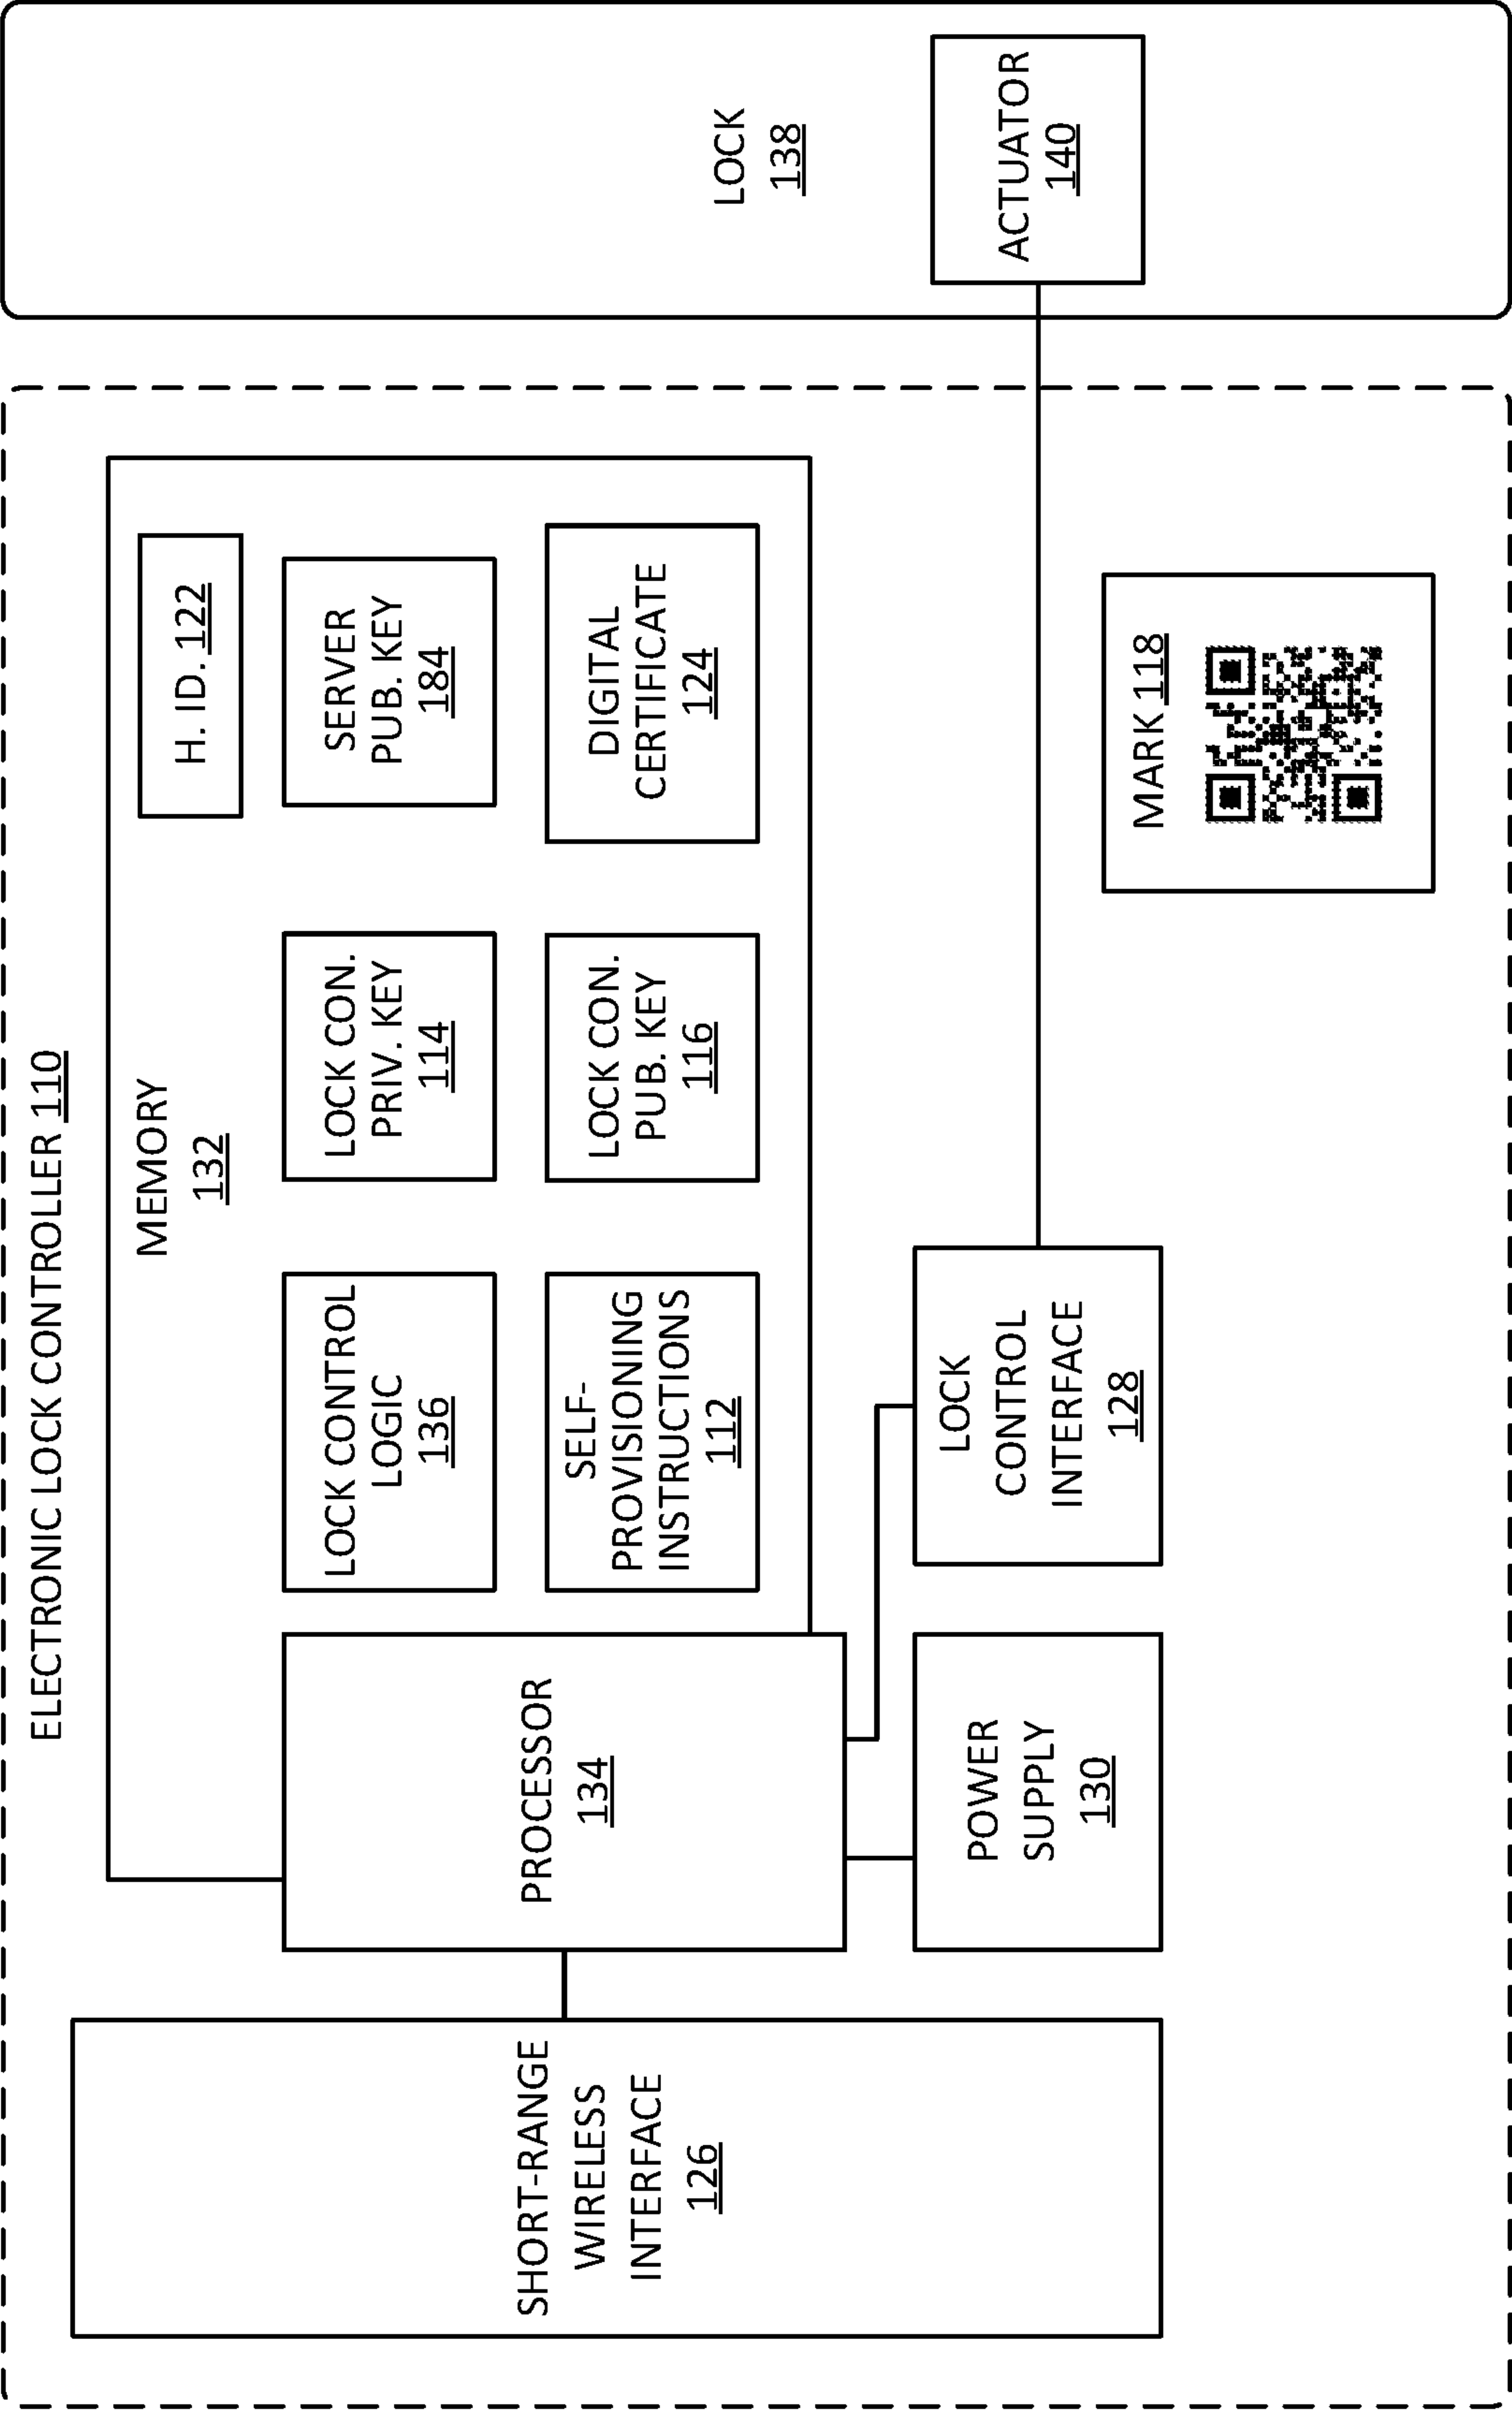 ELECTRONIC LOCK CONTROLLER 110
MEMORY
132
H. ID. 122
LOCK CONTROL
LOGIC
136
LOCK CON.
PRIV. KEY
114
SERVER
PUB. KEY
184
SELF-
PROVISIONING
INSTRUCTIONS
112
LOCK CON.
PUB. KEY
116
DIGITAL
CERTIFICATE
124
PROCESSOR
134
SHORT-RANGE
WIRELESS
INTERFACE
126
POWER
SUPPLY
130
LOCK
CONTROL
INTERFACE
128
MARK 118
LOCK
138
ACTUATOR
140